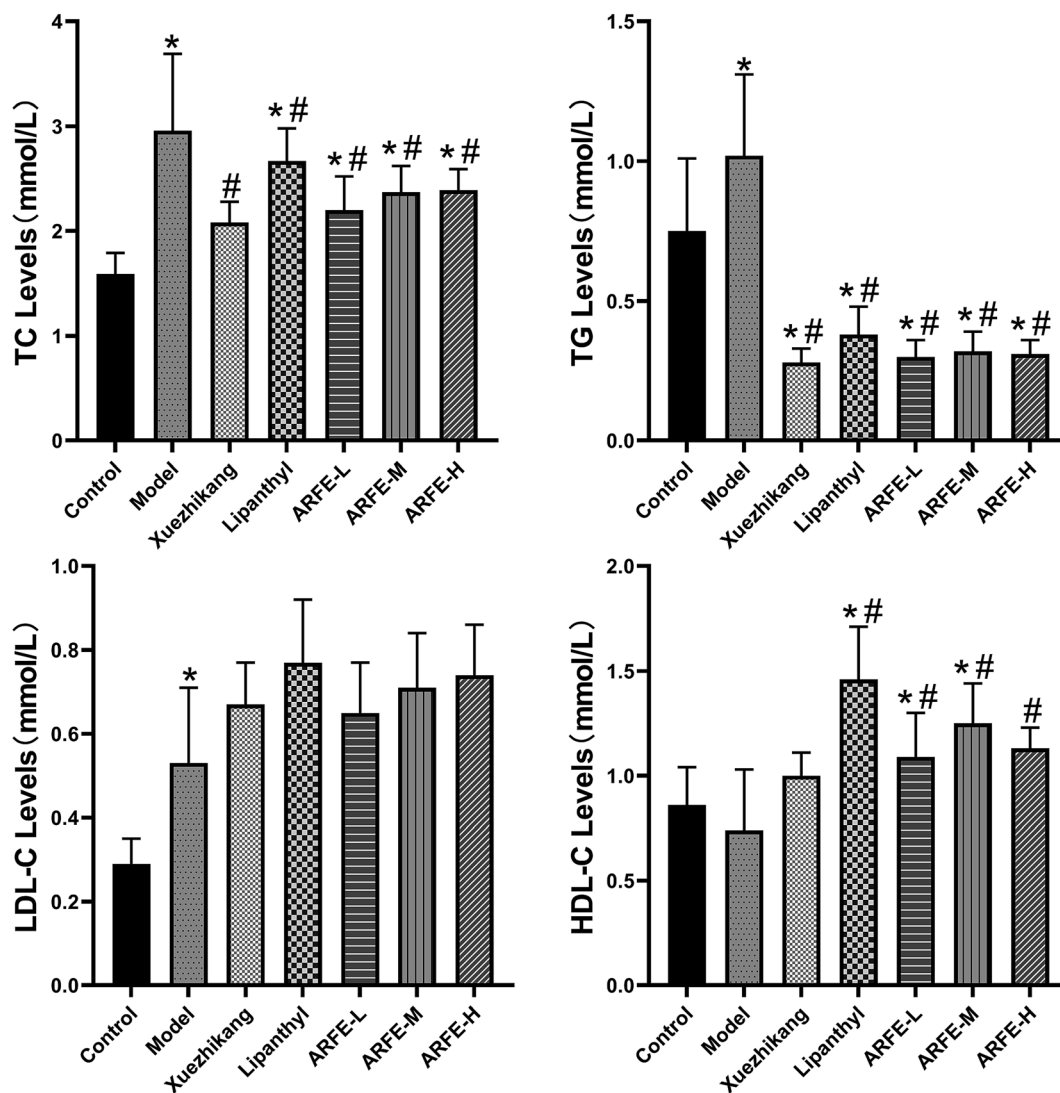 TC Levels(mmol/L)
4
3
2
1
0
*
#
* #
* #
* #
* #
Control
Model
Xuezhikang
Lipanthyl
ARFE-L
ARFE-M
ARFE-H
TG Levels(mmol/L)
1.5
1.0
0.5
0.0
*
* #
* #
* #
* #
* #
Control
Model
Xuezhikang
Lipanthyl
ARFE-L
ARFE-M
ARFE-H
LDL-C Levels(mmol/L)
1.0
0.8
0.6
0.4
0.2
0.0
*
Control
Model
Xuezhikang
Lipanthyl
ARFE-L
ARFE-M
ARFE-H
HDL-C Levels(mmol/L)
2.0
1.5
1.0
0.5
0.0
* #
* #
* #
#
Control
Model
Xuezhikang
Lipanthyl
ARFE-L
ARFE-M
ARFE-H